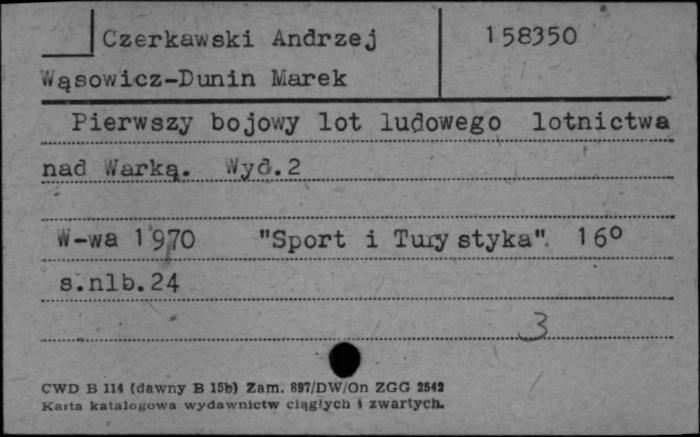 Czerkawski Andrzej 158350
Wąsowicz-Dunin Marek
Pierwszy bojowy lot ludowego lotnictwa
nad Warką. Wyd.2
W-wa 1970 "Sport i Turystyka". 16°
s.nlb.24
3
CWD B 114 (dawny B 15b) Zam. 897/DW/On ZGG 2542
Karta katalogowa wydawnictw ciągłych i zwartych.